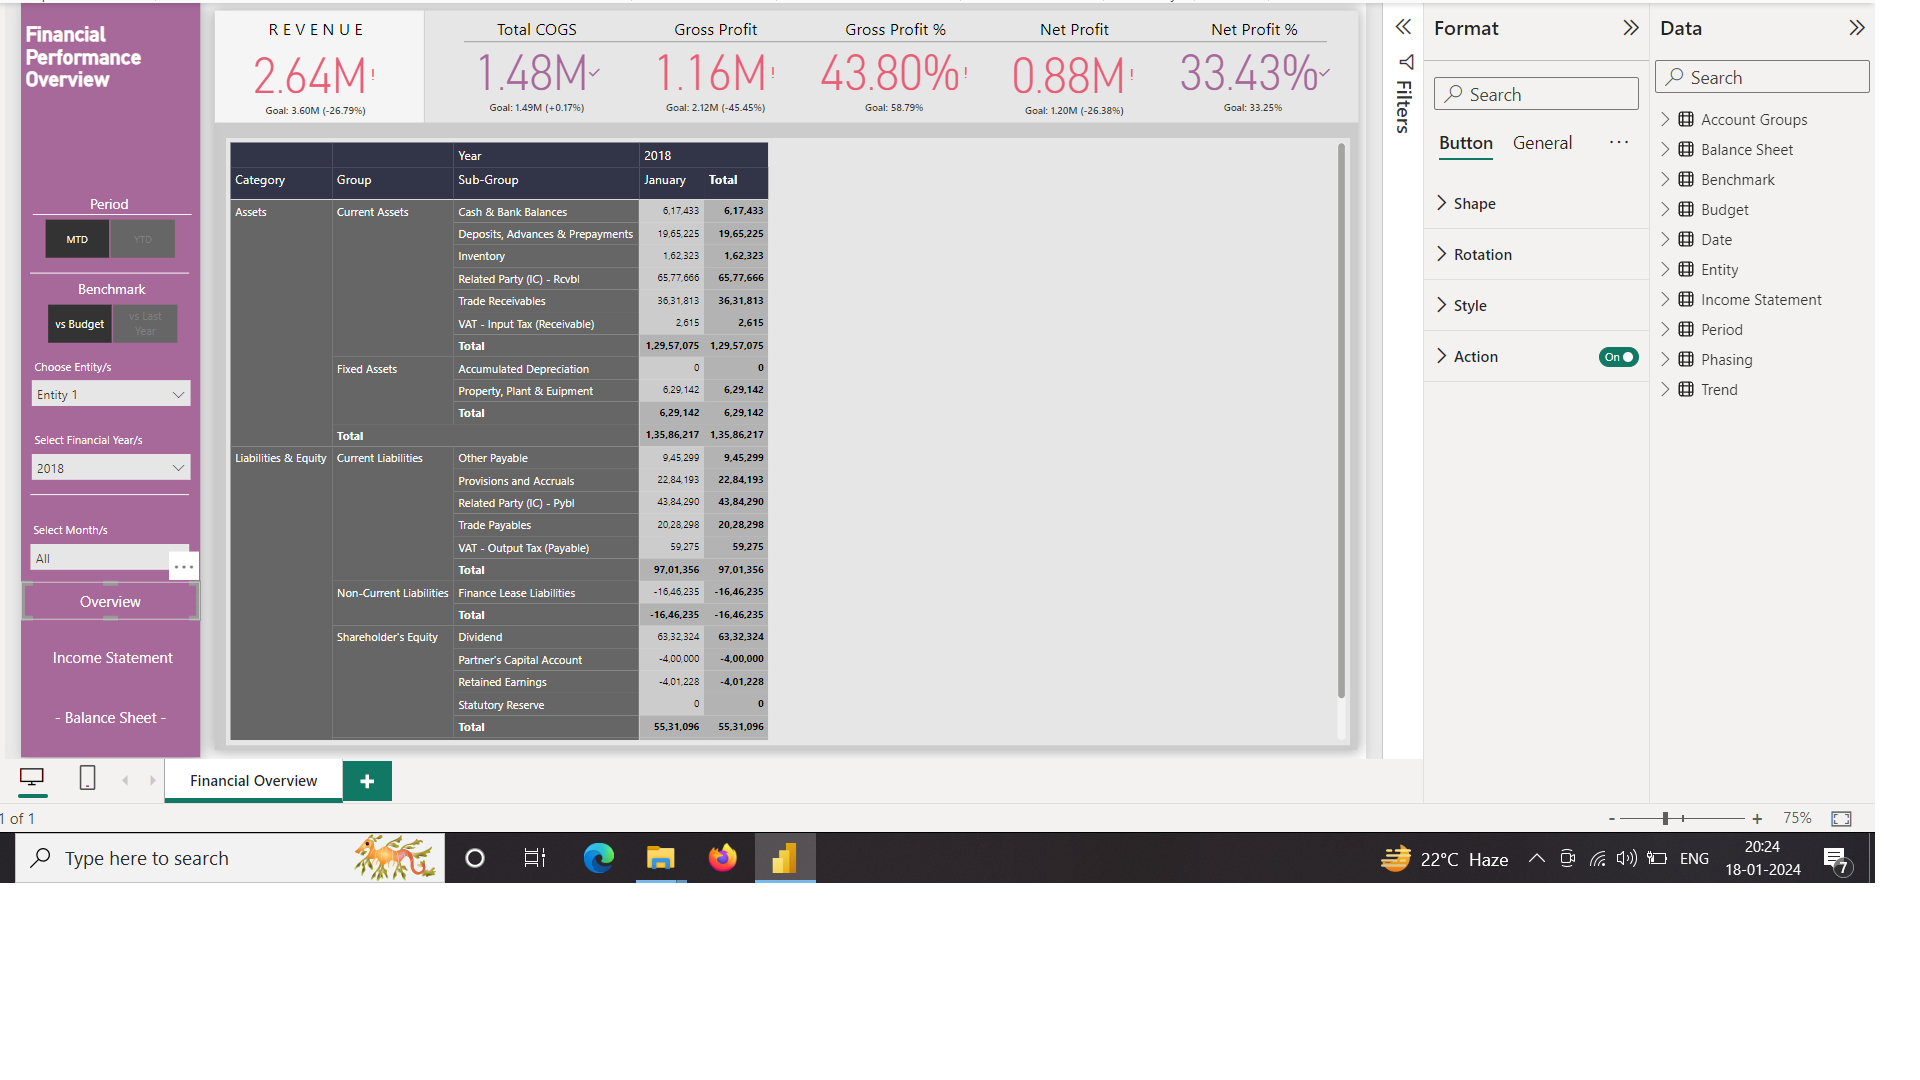 Financial
Performance
Overview
REVENUE
2.64M!
Goal: 3.60M (-26.79%)
Total COGS
1.48M✓
Goal: 1.49M (+0.17%)
Gross Profit
1.16M!
Goal: 2.12M (-45.45%)
Gross Profit %
43.80%!
Goal: 58.79%
Net Profit
0.88M!
Goal: 1.20M (-26.38%)
Net Profit %
33.43%✓
Goal: 33.25%
Period
MTD YTD
Benchmark
vs Budget vs Last
Year
Choose Entity/s
Entity 1
Select Financial Year/s
2018
Select Month/s
All
...
Overview
Income Statement
- Balance Sheet -
Year 2018
Category Group Sub-Group January Total
Assets Current Assets Cash & Bank Balances 6,17,433 6,17,433
Deposits, Advances & Prepayments 19,65,225 19,65,225
Inventory 1,62,323 1,62,323
Related Party (IC) - Rcvbl 65,77,666 65,77,666
Trade Receivables 36,31,813 36,31,813
VAT - Input Tax (Receivable) 2,615 2,615
Total 1,29,57,075 1,29,57,075
Fixed Assets Accumulated Depreciation 0 0
Property, Plant & Euipment 6,29,142 6,29,142
Total 6,29,142 6,29,142
Total 1,35,86,217 1,35,86,217
Liabilities & Equity Current Liabilities Other Payable 9,45,299 9,45,299
Provisions and Accruals 22,84,193 22,84,193
Related Party (IC) - Pybl 43,84,290 43,84,290
Trade Payables 20,28,298 20,28,298
VAT - Output Tax (Payable) 59,275 59,275
Total 97,01,356 97,01,356
Non-Current Liabilities Finance Lease Liabilities -16,46,235 -16,46,235
Total -16,46,235 -16,46,235
Shareholder's Equity Dividend 63,32,324 63,32,324
Partner's Capital Account -4,00,000 -4,00,000
Retained Earnings -4,01,228 -4,01,228
Statutory Reserve 0 0
Total 55,31,096 55,31,096
Filters
Format
Search
Button General ...
Shape
Rotation
Style
Action On
Data
Search
Account Groups
Balance Sheet
Benchmark
Budget
Date
Entity
Income Statement
Period
Phasing
Trend
Financial Overview +
1 of 1
- + 75%
Type here to search
22°C Haze
ENG
20:24
18-01-2024
7